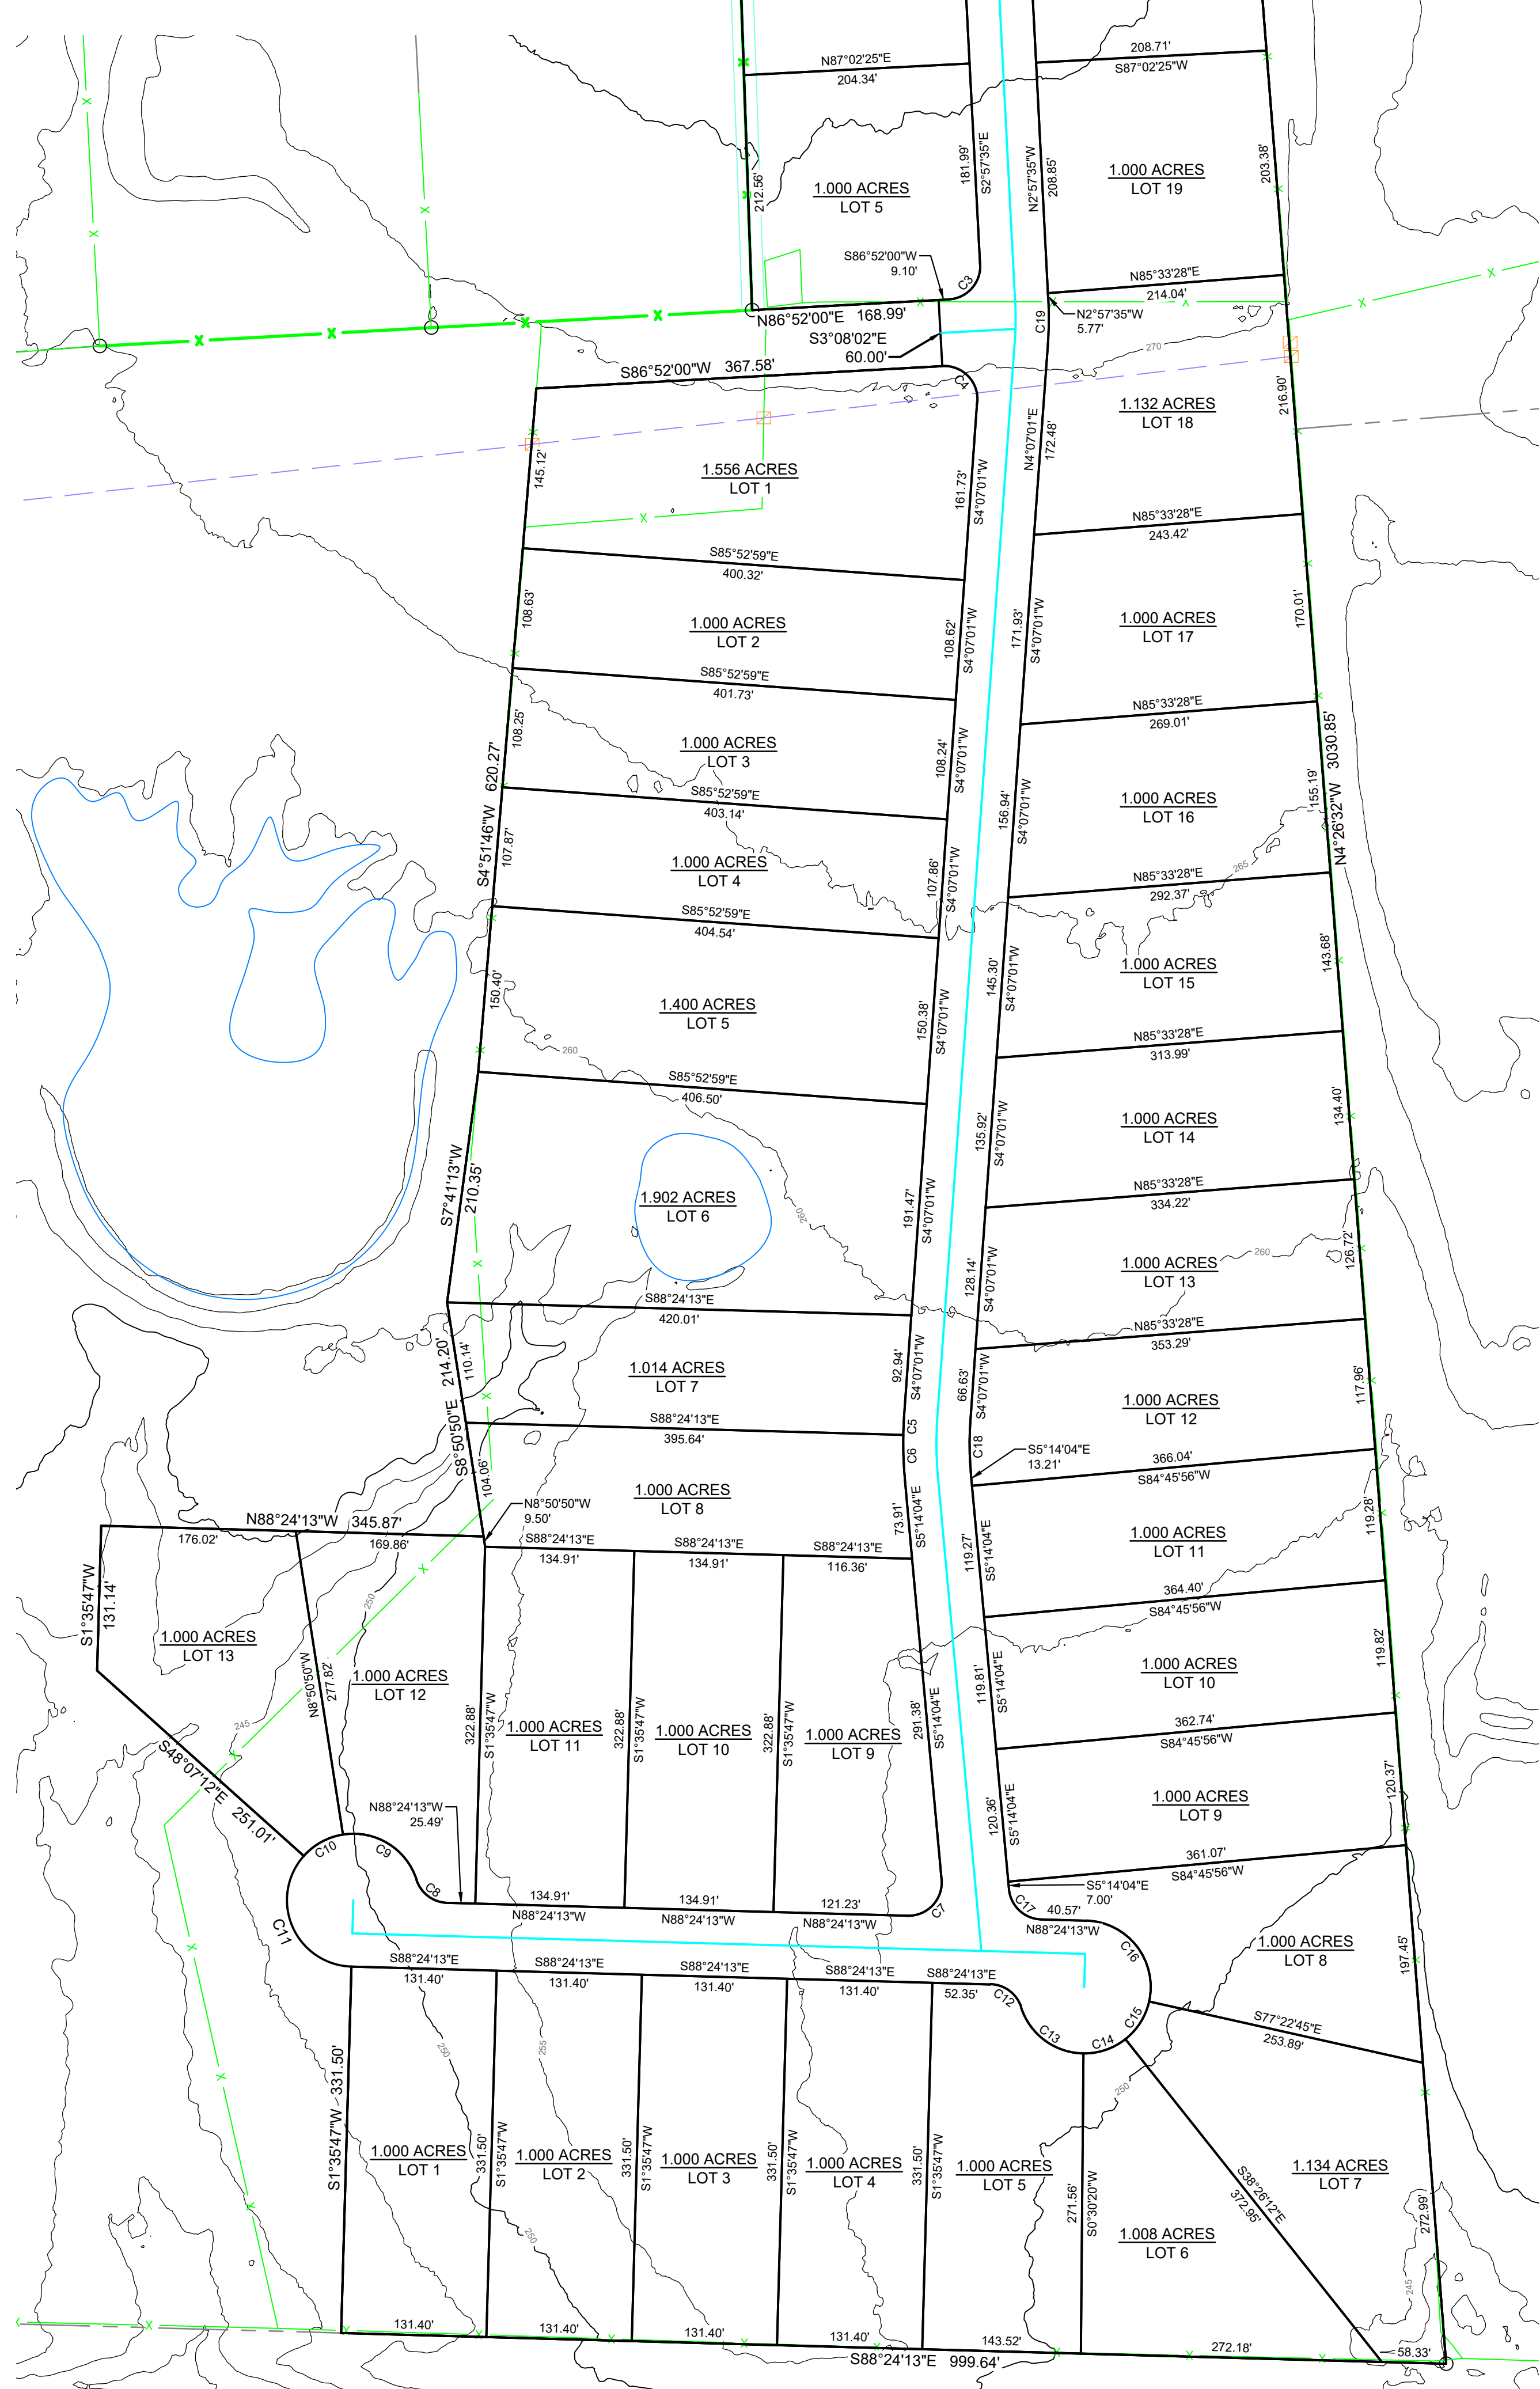 N87°02'25"E
204.34'
208.71'
S87°02'25"W
212.56'
1.000 ACRES
LOT 5
181.99'
S2°57'35"E
N2°57'35"W
208.85'
1.000 ACRES
LOT 19
203.38'
S86°52'00"W
9.10'
C3
N85°33'28"E
214.04'
N86°52'00"E 168.99'
N2°57'35"W
5.77'
C19
S3°08'02"E
60.00'
270
S86°52'00"W 367.58'
C4
216.90'
1.132 ACRES
LOT 18
N4°07'01"E
172.48'
145.12'
1.556 ACRES
LOT 1
161.73'
S4°07'01"W
N85°33'28"E
243.42'
S85°52'59"E
400.32'
108.63'
1.000 ACRES
LOT 2
108.62'
S4°07'01"W
171.93'
S4°07'01"W
1.000 ACRES
LOT 17
170.01'
S85°52'59"E
401.73'
N85°33'28"E
269.01'
108.25'
1.000 ACRES
LOT 3
108.24'
S4°07'01"W
S4°51'46"W 620.27'
S85°52'59"E
403.14'
156.94'
S4°07'01"W
1.000 ACRES
LOT 16
155.19'
N4°26'32"W 3030.85'
107.87'
1.000 ACRES
LOT 4
107.86'
S4°07'01"W
265
N85°33'28"E
292.37'
S85°52'59"E
404.54'
150.40'
1.400 ACRES
LOT 5
150.38'
S4°07'01"W
145.30'
S4°07'01"W
1.000 ACRES
LOT 15
143.68'
260
N85°33'28"E
313.99'
S85°52'59"E
406.50'
135.92'
S4°07'01"W
1.000 ACRES
LOT 14
134.40'
S7°41'13"W
210.35'
1.902 ACRES
LOT 6
260
191.47'
S4°07'01"W
N85°33'28"E
334.22'
128.14'
S4°07'01"W
1.000 ACRES
LOT 13
260
126.72'
S88°24'13"E
420.01'
N85°33'28"E
353.29'
S8°50'50"E 214.20'
110.14'
1.014 ACRES
LOT 7
92.94'
S4°07'01"W
66.63'
S4°07'01"W
1.000 ACRES
LOT 12
117.96'
S88°24'13"E
395.64'
C5
C6
C18
S5°14'04"E
13.21'
366.04'
S84°45'56"W
104.06'
1.000 ACRES
LOT 8
73.91'
S5°14'04"E
N8°50'50"W
9.50'
119.27'
S5°14'04"E
1.000 ACRES
LOT 11
119.28'
N88°24'13"W 345.87'
176.02'
169.86'
S88°24'13"E
134.91'
S88°24'13"E
134.91'
S88°24'13"E
116.36'
364.40'
S84°45'56"W
S1°35'47"W
131.14'
1.000 ACRES
LOT 13
250
N8°50'50"W
277.82'
1.000 ACRES
LOT 12
322.88'
S1°35'47"W
1.000 ACRES
LOT 11
322.88'
S1°35'47"W
1.000 ACRES
LOT 10
322.88'
S1°35'47"W
1.000 ACRES
LOT 9
291.38'
S5°14'04"E
119.81'
S5°14'04"E
1.000 ACRES
LOT 10
119.82'
245
S48°07'12"E 251.01'
362.74'
S84°45'56"W
120.36'
S5°14'04"E
1.000 ACRES
LOT 9
120.37'
N88°24'13"W
25.49'
C10
C9
C8
361.07'
S84°45'56"W
S5°14'04"E
7.00'
134.91'
N88°24'13"W
134.91'
N88°24'13"W
121.23'
N88°24'13"W
C7
C17
40.57'
N88°24'13"W
C16
C11
1.000 ACRES
LOT 8
197.45'
S88°24'13"E
131.40'
S88°24'13"E
131.40'
S88°24'13"E
131.40'
S88°24'13"E
131.40'
S88°24'13"E
52.35'
C12
C13
C14
C15
S77°22'45"E
253.89'
250
255
250
S1°35'47"W 331.50'
1.000 ACRES
LOT 1
331.50'
S1°35'47"W
1.000 ACRES
LOT 2
331.50'
S1°35'47"W
1.000 ACRES
LOT 3
331.50'
S1°35'47"W
1.000 ACRES
LOT 4
331.50'
S1°35'47"W
1.000 ACRES
LOT 5
271.56'
S0°30'20"W
1.008 ACRES
LOT 6
S38°26'12"E
372.95'
1.134 ACRES
LOT 7
272.99'
250
245
131.40'
131.40'
131.40'
131.40'
143.52'
272.18'
58.33'
S88°24'13"E 999.64'